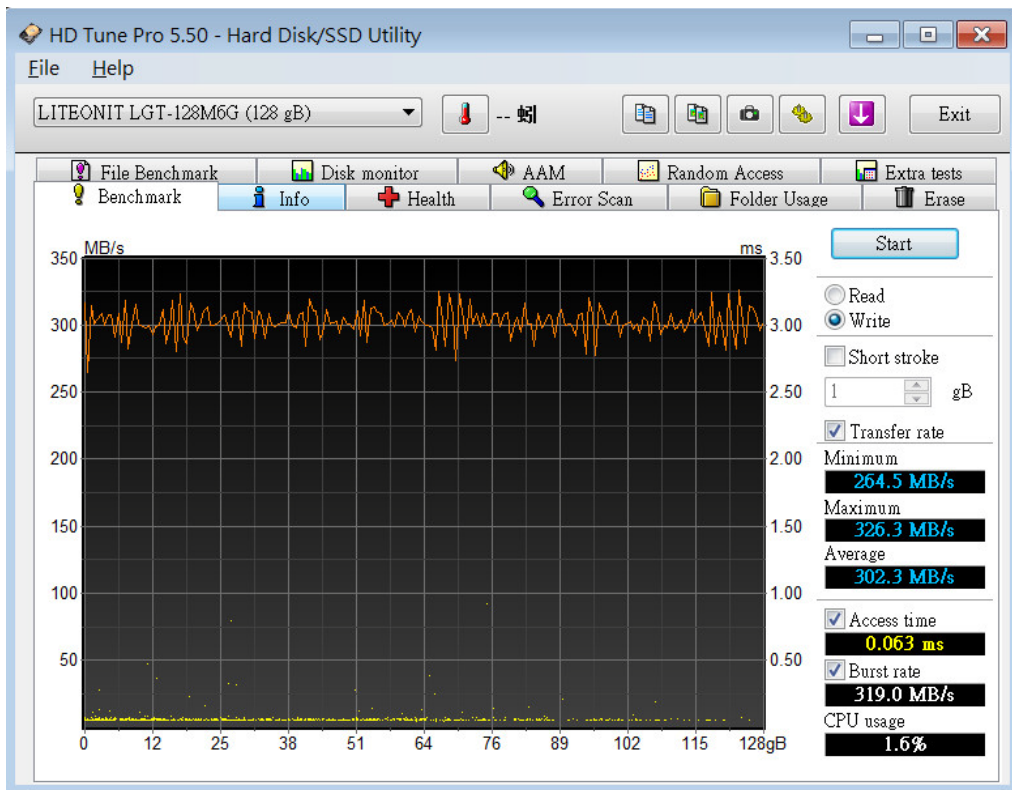 HD Tune Pro 5.50 - Hard Disk/SSD Utility
File Help
LITEONIT LGT-128M6G (128 gB)
-- 蚓
Exit
File Benchmark Disk monitor AAM Random Access Extra tests
Benchmark Info Health Error Scan Folder Usage Erase
MB/s ms
350 3.50
300 3.00
250 2.50
200 2.00
150 1.50
100 1.00
50 0.50
0 12 25 38 51 64 76 89 102 115 128gB
Start
Read
Write
Short stroke
1 gB
Transfer rate
Minimum
264.5 MB/s
Maximum
326.3 MB/s
Average
302.3 MB/s
Access time
0.063 ms
Burst rate
319.0 MB/s
CPU usage
1.6%